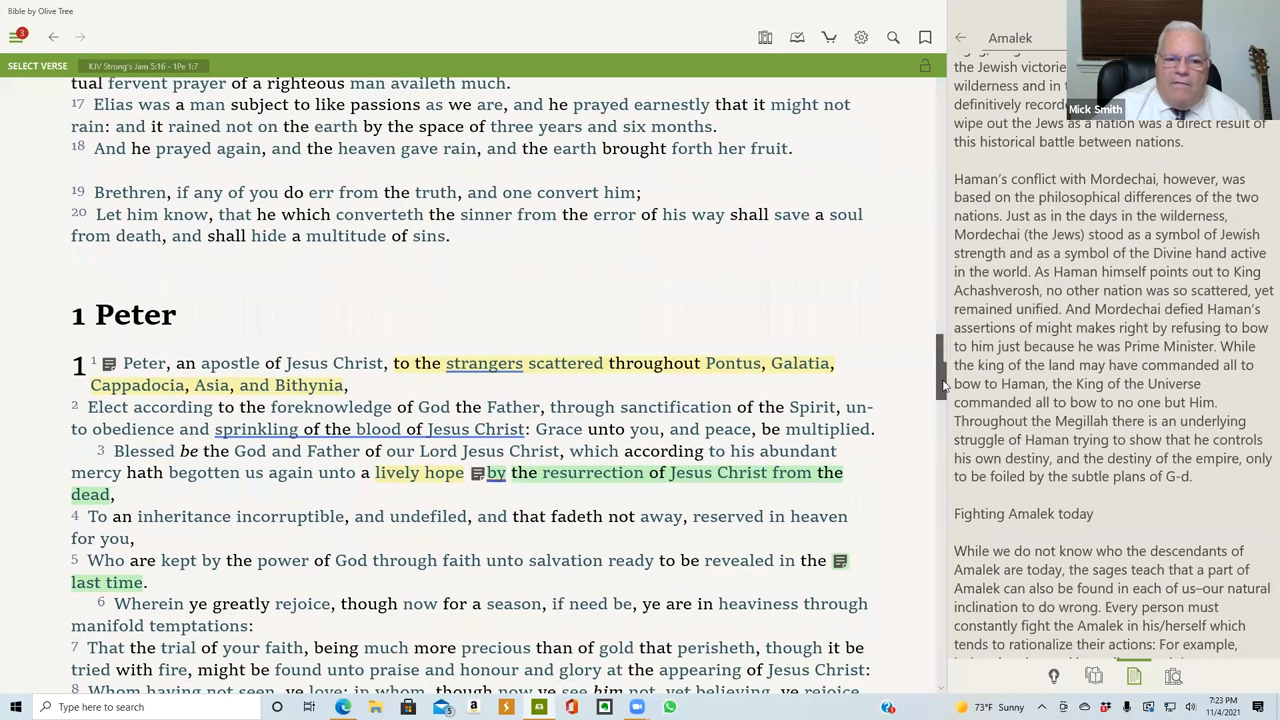 Bible by Olive Tree
3
SELECT VERSE
KJV Strong's Jam 5:16 - 1Pe 1:7
tual fervent prayer of a righteous man availeth much.
17 Elias was a man subject to like passions as we are, and he prayed earnestly that it might not
rain: and it rained not on the earth by the space of three years and six months.
18 And he prayed again, and the heaven gave rain, and the earth brought forth her fruit.
19 Brethren, if any of you do err from the truth, and one convert him;
20 Let him know, that he which converteth the sinner from the error of his way shall save a soul
from death, and shall hide a multitude of sins.
1 Peter
1 1 Peter, an apostle of Jesus Christ, to the strangers scattered throughout Pontus, Galatia,
Cappadocia, Asia, and Bithynia,
2 Elect according to the foreknowledge of God the Father, through sanctification of the Spirit, un-
to obedience and sprinkling of the blood of Jesus Christ: Grace unto you, and peace, be multiplied.
3 Blessed be the God and Father of our Lord Jesus Christ, which according to his abundant
mercy hath begotten us again unto a lively hope by the resurrection of Jesus Christ from the
dead,
4 To an inheritance incorruptible, and undefiled, and that fadeth not away, reserved in heaven
for you,
5 Who are kept by the power of God through faith unto salvation ready to be revealed in the
last time.
6 Wherein ye greatly rejoice, though now for a season, if need be, ye are in heaviness through
manifold temptations:
7 That the trial of your faith, being much more precious than of gold that perisheth, though it be
tried with fire, might be found unto praise and honour and glory at the appearing of Jesus Christ:
8 Whom having not seen, ye love; in whom, though now ye see him not, yet believing, ye rejoice
Amalek
the Jewish victories
wilderness and in t
definitively record
Mick Smith
wipe out the Jews as a nation was a direct result of
this historical battle between nations.
Haman's conflict with Mordechai, however, was
based on the philosophical differences of the two
nations. Just as in the days in the wilderness,
Mordechai (the Jews) stood as a symbol of Jewish
strength and as a symbol of the Divine hand active
in the world. As Haman himself points out to King
Achashverosh, no other nation was so scattered, yet
remained unified. And Mordechai defied Haman's
assertions of might makes right by refusing to bow
to him just because he was Prime Minister. While
the king of the land may have commanded all to
bow to Haman, the King of the Universe
commanded all to bow to no one but Him.
Throughout the Megillah there is an underlying
struggle of Haman trying to show that he controls
his own destiny, and the destiny of the empire, only
to be foiled by the subtle plans of G-d.
Fighting Amalek today
While we do not know who the descendants of
Amalek are today, the sages teach that a part of
Amalek can also be found in each of us–our natural
inclination to do wrong. Every person must
constantly fight the Amalek in his/herself which
tends to rationalize their actions: For example,
Type here to search
5
73°F Sunny
7:23 PM
11/4/2021